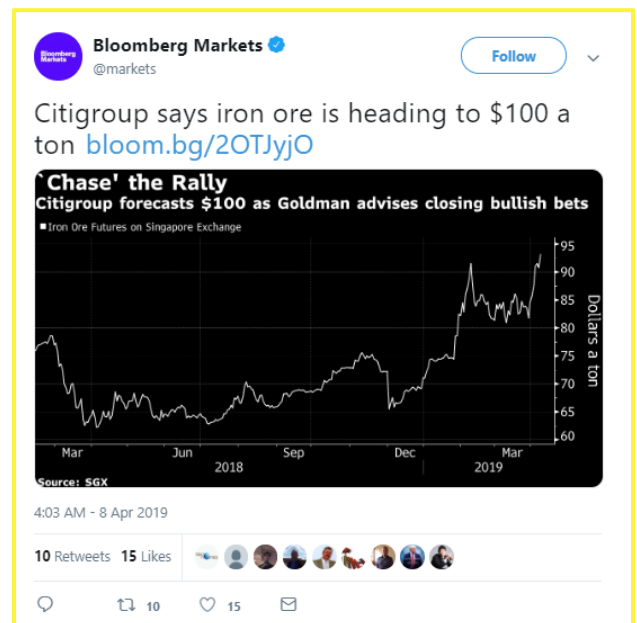 Bloomberg
Markets
Bloomberg Markets
@markets
Follow
Citigroup says iron ore is heading to $100 a
ton bloom.bg/2OTJyjO
`Chase' the Rally
Citigroup forecasts $100 as Goldman advises closing bullish bets
Iron Ore Futures on Singapore Exchange
95
90
85
80
75
70
65
60
Dollars a ton
Mar Jun Sep Dec Mar
2018 2019
Source: SGX
4:03 AM - 8 Apr 2019
10 Retweets 15 Likes
10 15